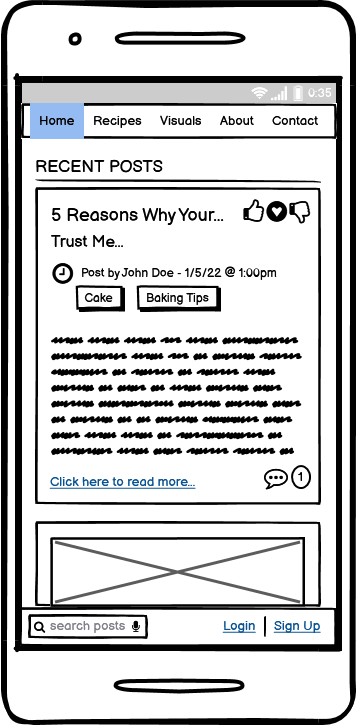 0:35
Home Recipes Visuals About Contact
RECENT POSTS
5 Reasons Why Your...
Trust Me...
Post by John Doe - 1/5/22 @ 1:00pm
Cake Baking Tips
Click here to read more... 1
search posts Login Sign Up